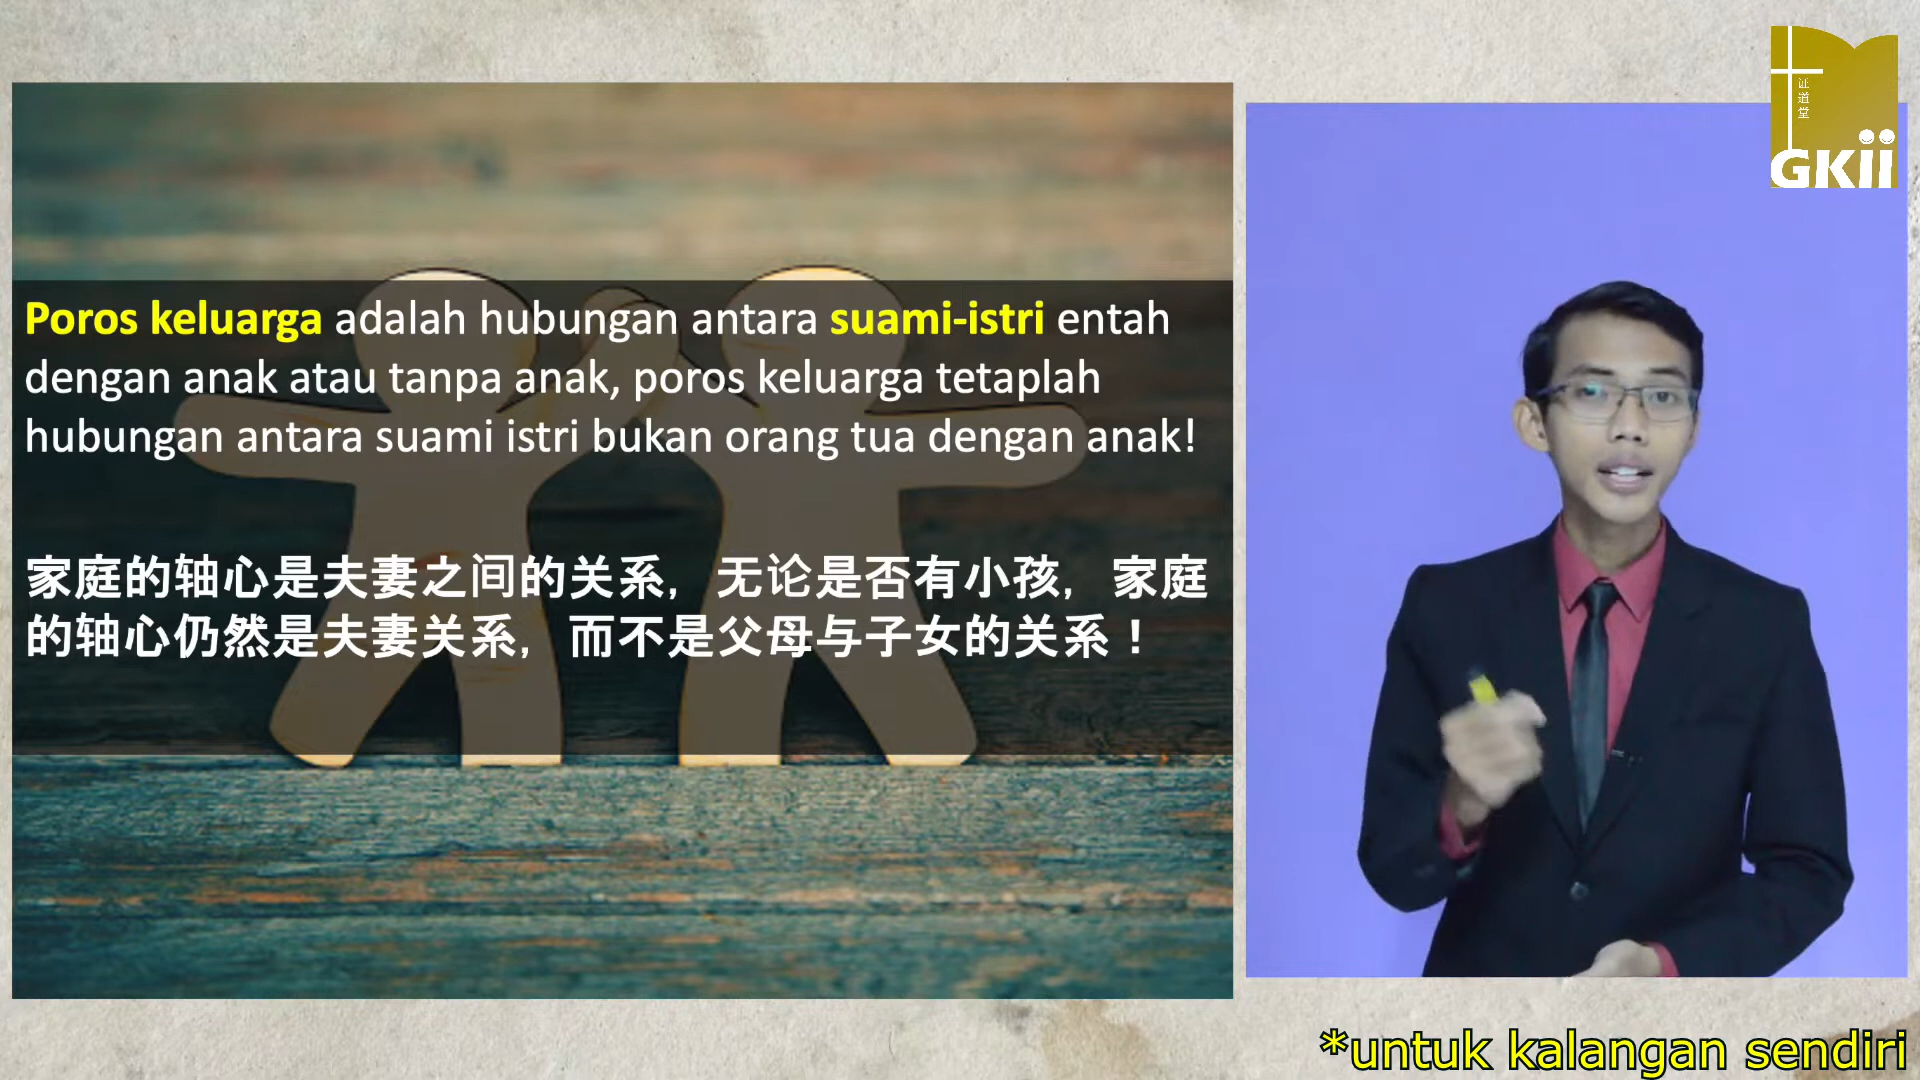 Poros keluarga adalah hubungan antara suami-istri entah
dengan anak atau tanpa anak, poros keluarga tetaplah
hubungan antara suami istri bukan orang tua dengan anak!
家庭的轴心是夫妻之间的关系，无论是否有小孩，家庭
的轴心仍然是夫妻关系，而不是父母与子女的关系！
证道堂
GKii
*untuk kalangan sendiri